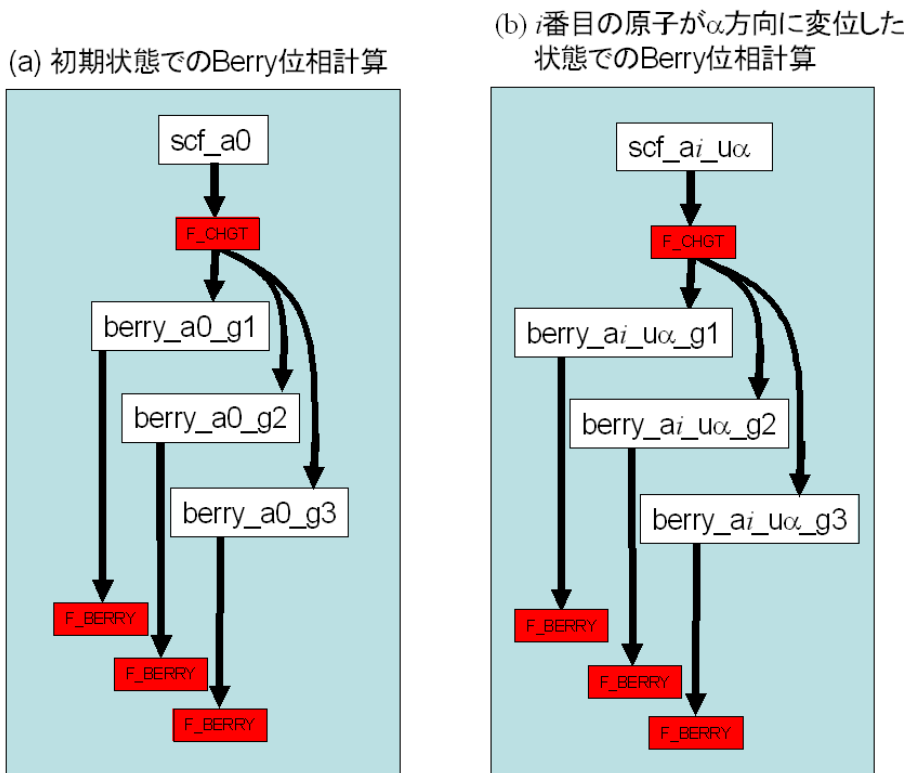 (a) 初期状態でのBerry位相計算
scf_a0
F_CHGT
berry_a0_g1
berry_a0_g2
berry_a0_g3
F_BERRY
F_BERRY
F_BERRY
(b) i番目の原子がα方向に変位した
状態でのBerry位相計算
scf_ai_uα
F_CHGT
berry_ai_uα_g1
berry_ai_uα_g2
berry_ai_uα_g3
F_BERRY
F_BERRY
F_BERRY